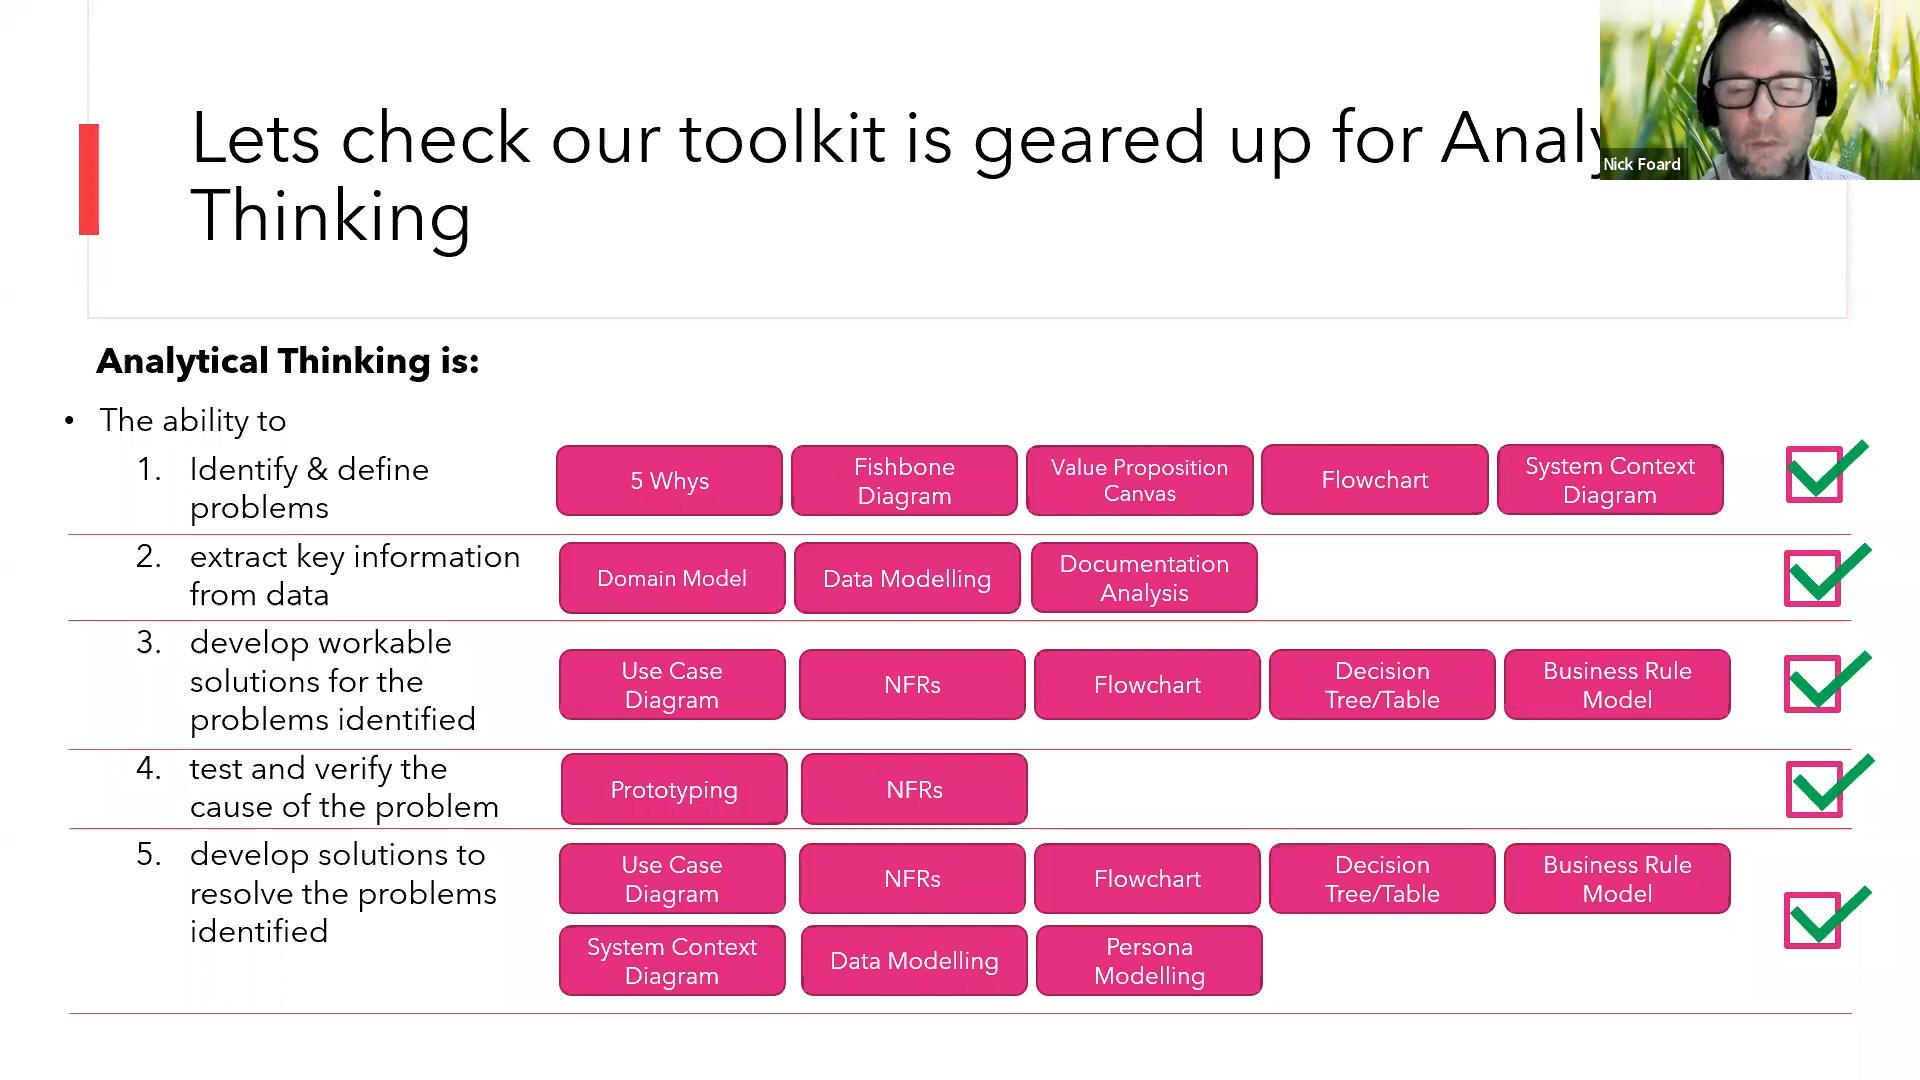 Lets check our toolkit is geared up for
Thinking
Nick Foard
Analytical Thinking is:
• The ability to
1. Identify & define
problems
5 Whys
Fishbone
Diagram
Value Proposition
Canvas
Flowchart
System Context
Diagram
2. extract key information
from data
Domain Model
Data Modelling
Documentation
Analysis
3. develop workable
solutions for the
problems identified
Use Case
Diagram
NFRs
Flowchart
Decision
Tree/Table
Business Rule
Model
4. test and verify the
cause of the problem
Prototyping
NFRs
5. develop solutions to
resolve the problems
identified
Use Case
Diagram
NFRs
Flowchart
Decision
Tree/Table
Business Rule
Model
System Context
Diagram
Data Modelling
Persona
Modelling